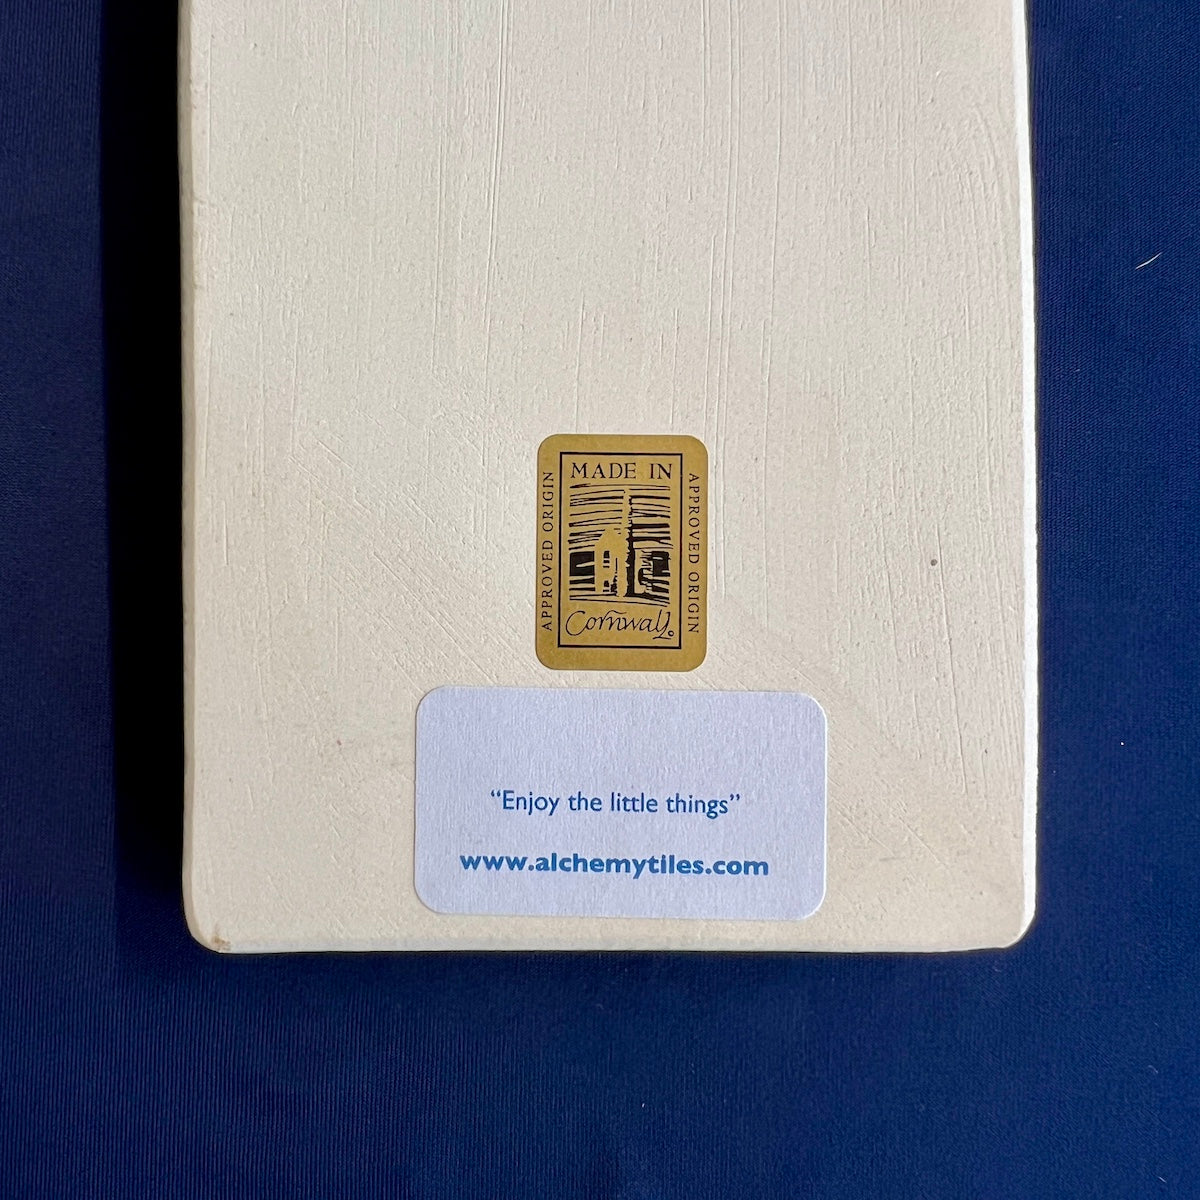 MADE IN
APPROVED ORIGIN
APPROVED ORIGIN
Cornwall
“Enjoy the little things”
www.alchemytiles.com